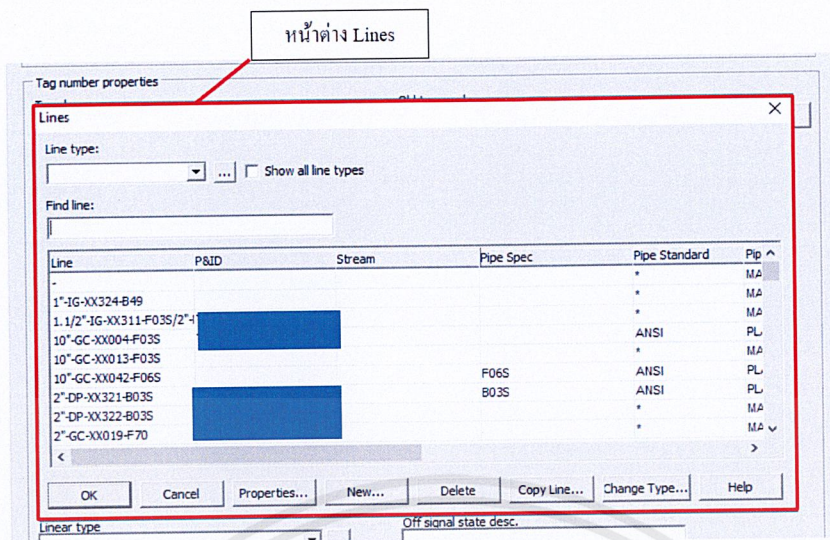 หน้าต่าง Lines
Tag number properties
Lines
Line type:
... Show all line types
Find line:
Line P&ID Stream Pipe Spec Pipe Standard Pip
- * MA
1"-IG-XX324-B49 * MA
1.1/2"-IG-XX311-F03S/2"-I * MA
10"-GC-XX004-F03S ANSI PL
10"-GC-XX013-F03S * MA
10"-GC-XX042-F06S F06S ANSI PL
2"-DP-XX321-B03S B03S ANSI PL
2"-DP-XX322-B03S * MA
2"-GC-XX019-F70 * MA
OK Cancel Properties... New... Delete Copy Line... Change Type... Help
Linear type Off signal state desc.